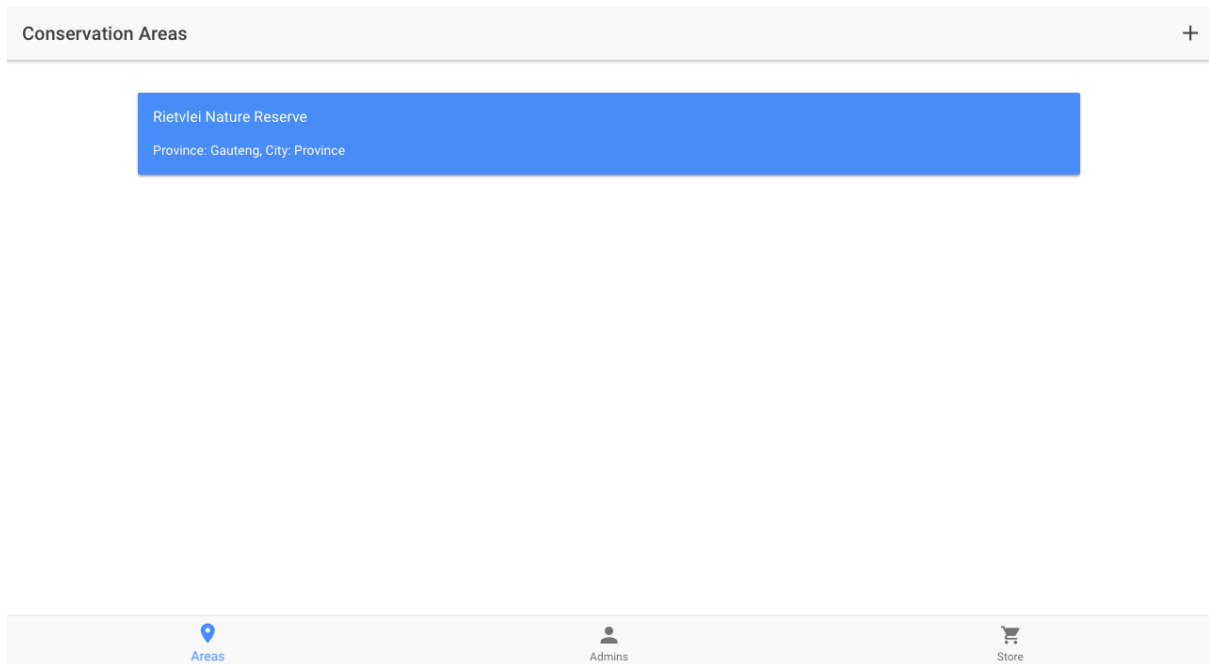 Conservation Areas
Rietvlei Nature Reserve
Province: Gauteng, City: Province
Areas
Admins
Store